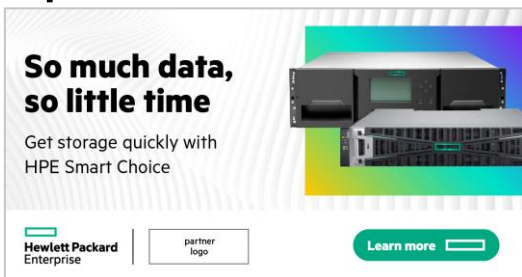 So much data,
so little time
Get storage quickly with
HPE Smart Choice
Hewlett Packard
Enterprise
partner
logo
Learn more